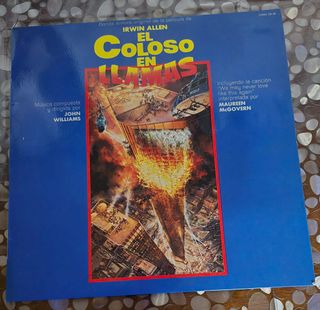 Banda sonora original de la película de
IRWIN ALLEN
EL
COLOSO
EN
LLAMAS
Música compuesta
y dirigida por
JOHN
WILLIAMS
Incluyendo la canción
"We may never love
like this again"
interpretada por
MAUREEN
McGOVERN